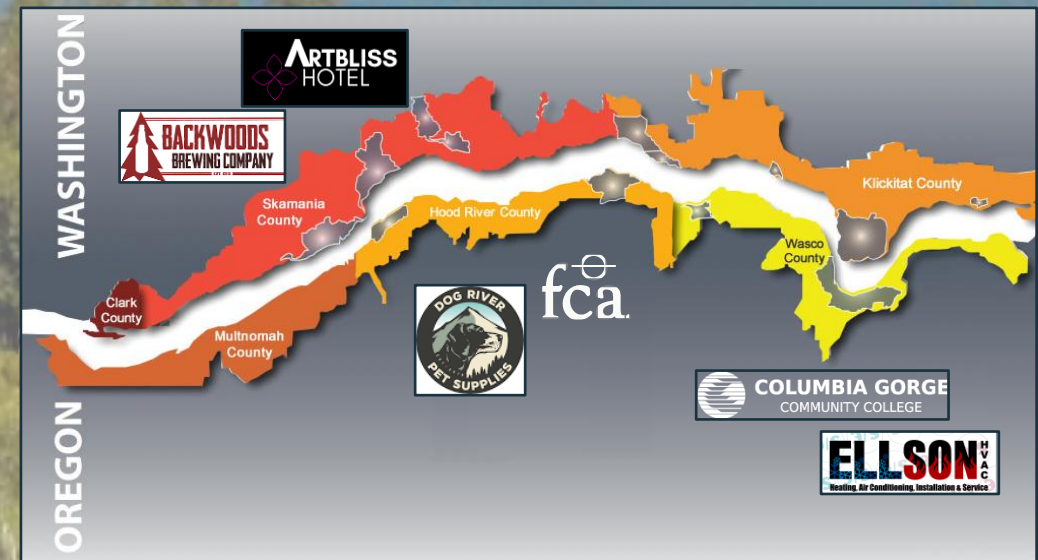 WASHINGTON
OREGON
ARTBLISS
HOTEL
BACKWOODS
BREWING COMPANY
Skamania
County
Hood River County
Klickitat County
Wasco
County
Clark
County
Multnomah
County
DOG RIVER
PET SUPPLIES
fca
COLUMBIA GORGE
COMMUNITY COLLEGE
ELLSON
HVAC
Heating, Air Conditioning, Installation & Service